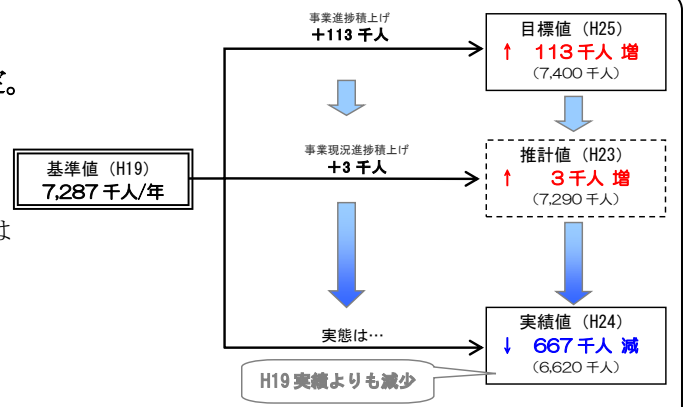 事業進捗積上げ
+113 千人
目標値（H25）
↑ 113 千人 増
（7,400 千人）
。
事業現況進捗積上げ
+3 千人
基準値（H19）
7,287 千人/年
推計値（H23）
↑ 3 千人 増
（7,290 千人）
は
実態は…
実績値（H24）
↓ 667 千人 減
（6,620 千人）
H19 実績よりも減少